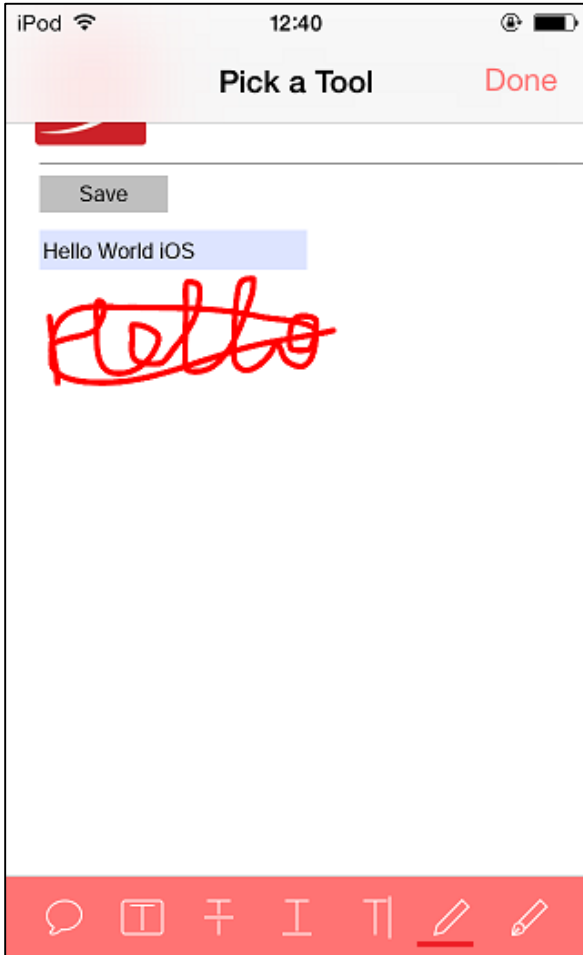 iPod 12:40
Pick a Tool Done
Save
Hello World iOS
Hello
T T T T